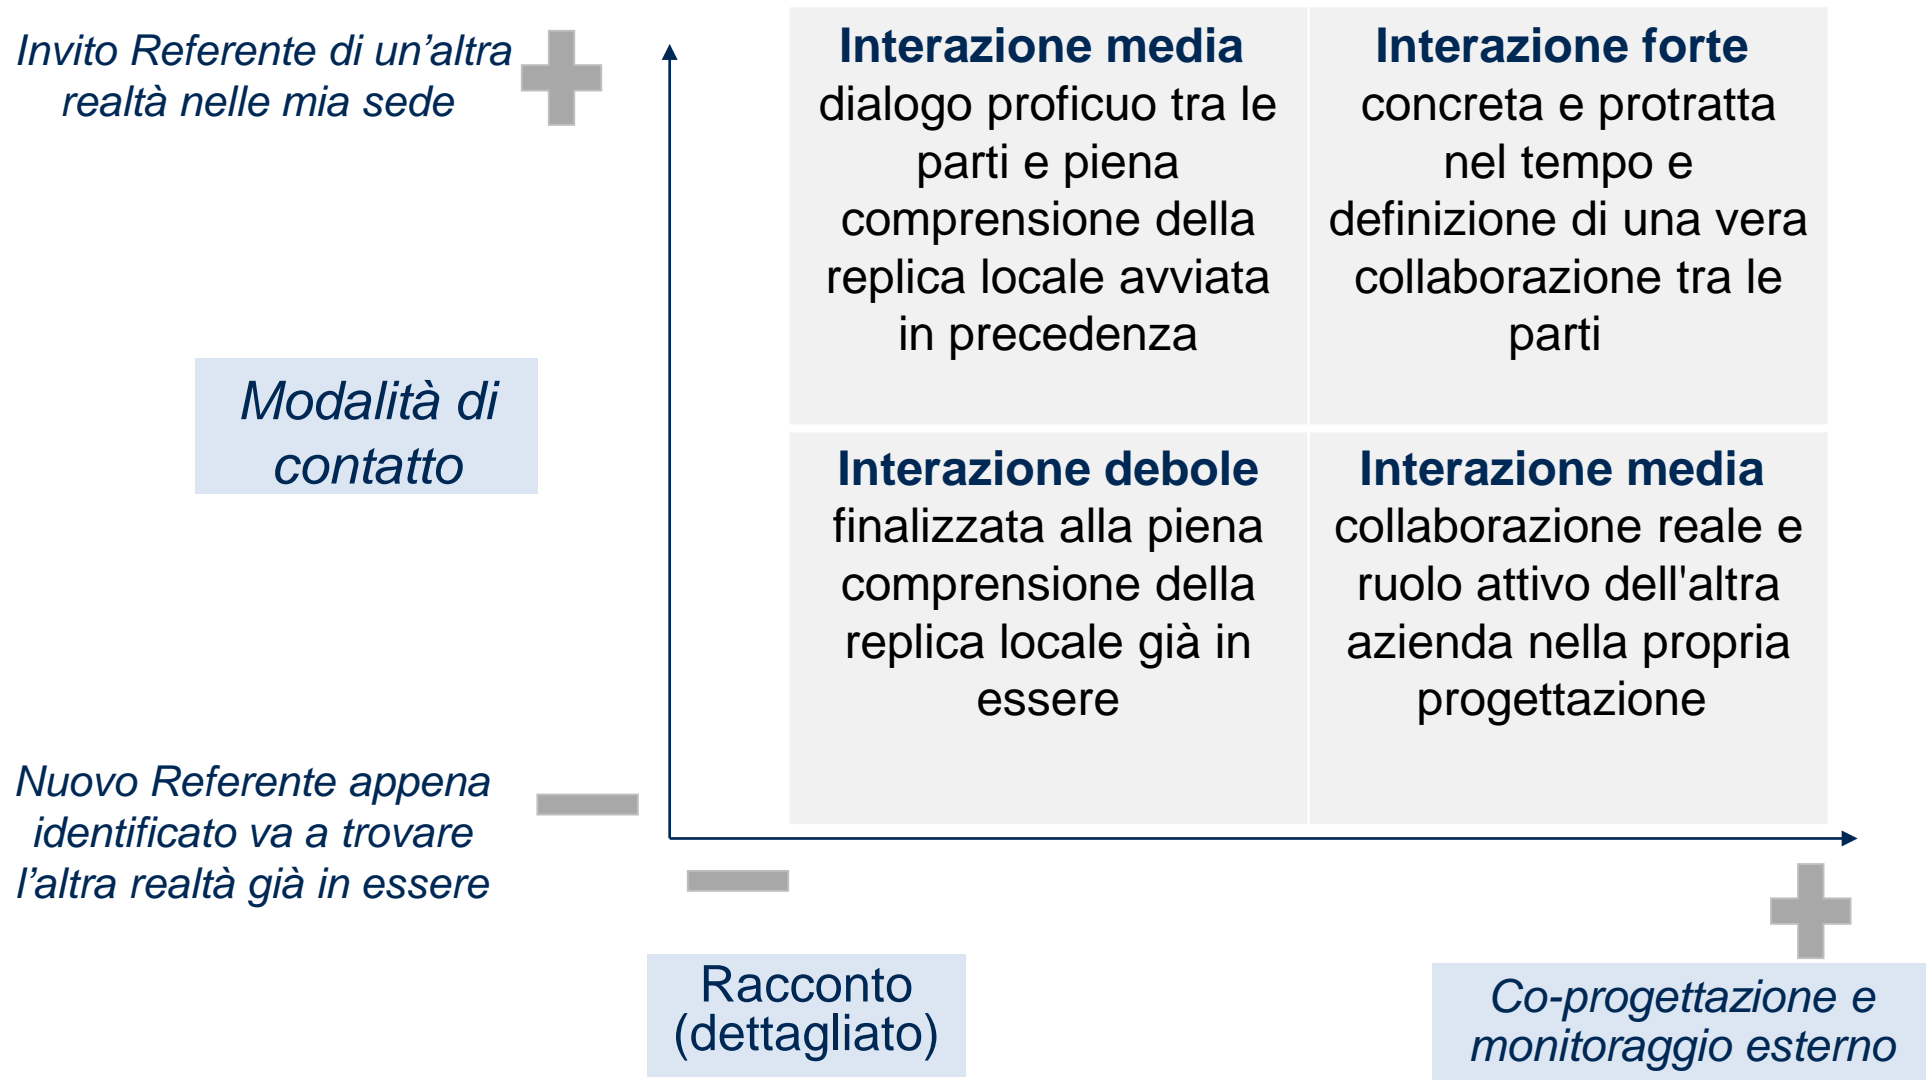 Invito Referente di un’altra
realtà nelle mia sede
Interazione media
dialogo proficuo tra le
parti e piena
comprensione della
replica locale avviata
in precedenza
Interazione forte
concreta e protratta
nel tempo e
definizione di una vera
collaborazione tra le
parti
Modalità di
contatto
Interazione debole
finalizzata alla piena
comprensione della
replica locale già in
essere
Interazione media
collaborazione reale e
ruolo attivo dell'altra
azienda nella propria
progettazione
Nuovo Referente appena
identificato va a trovare
l’altra realtà già in essere
Racconto
(dettagliato)
Co-progettazione e
monitoraggio esterno